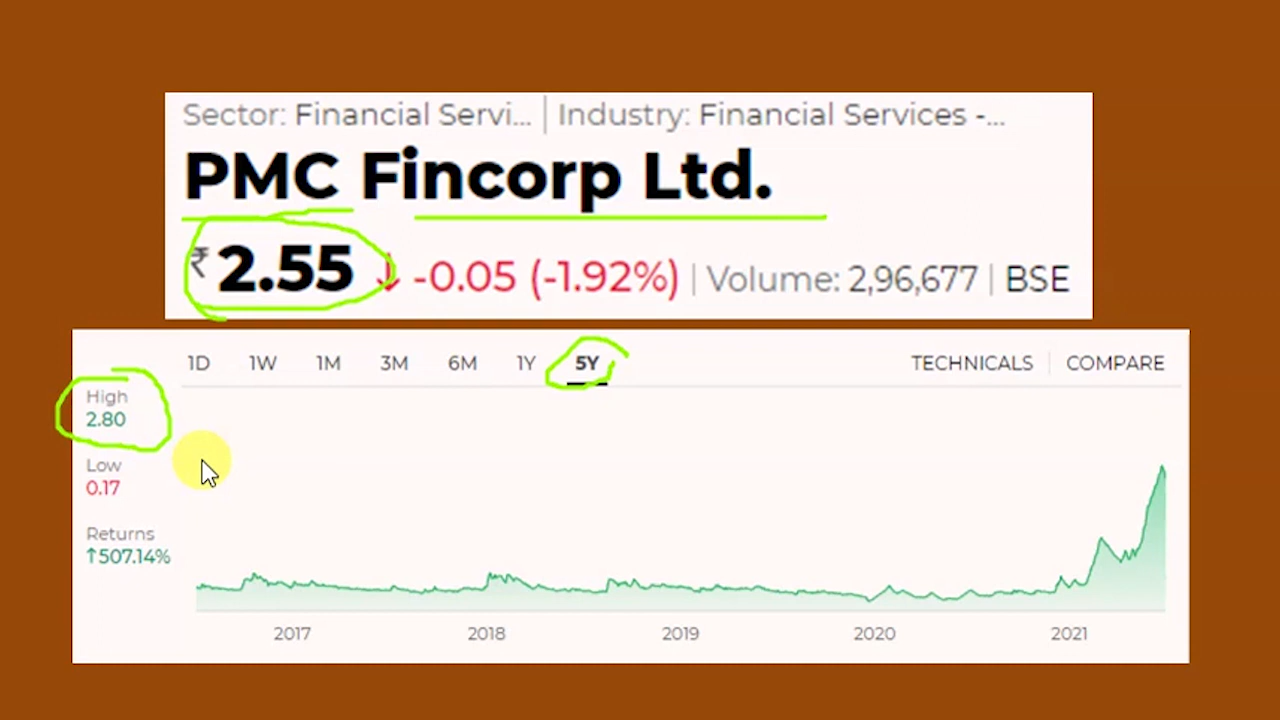 Sector: Financial Servi... | Industry: Financial Services -...
PMC Fincorp Ltd.
₹ 2.55 ↓ -0.05 (-1.92%) | Volume: 2,96,677 | BSE
1D 1W 1M 3M 6M 1Y 5Y TECHNICALS | COMPARE
High
2.80
Low
0.17
Returns
↑507.14%
2017 2018 2019 2020 2021